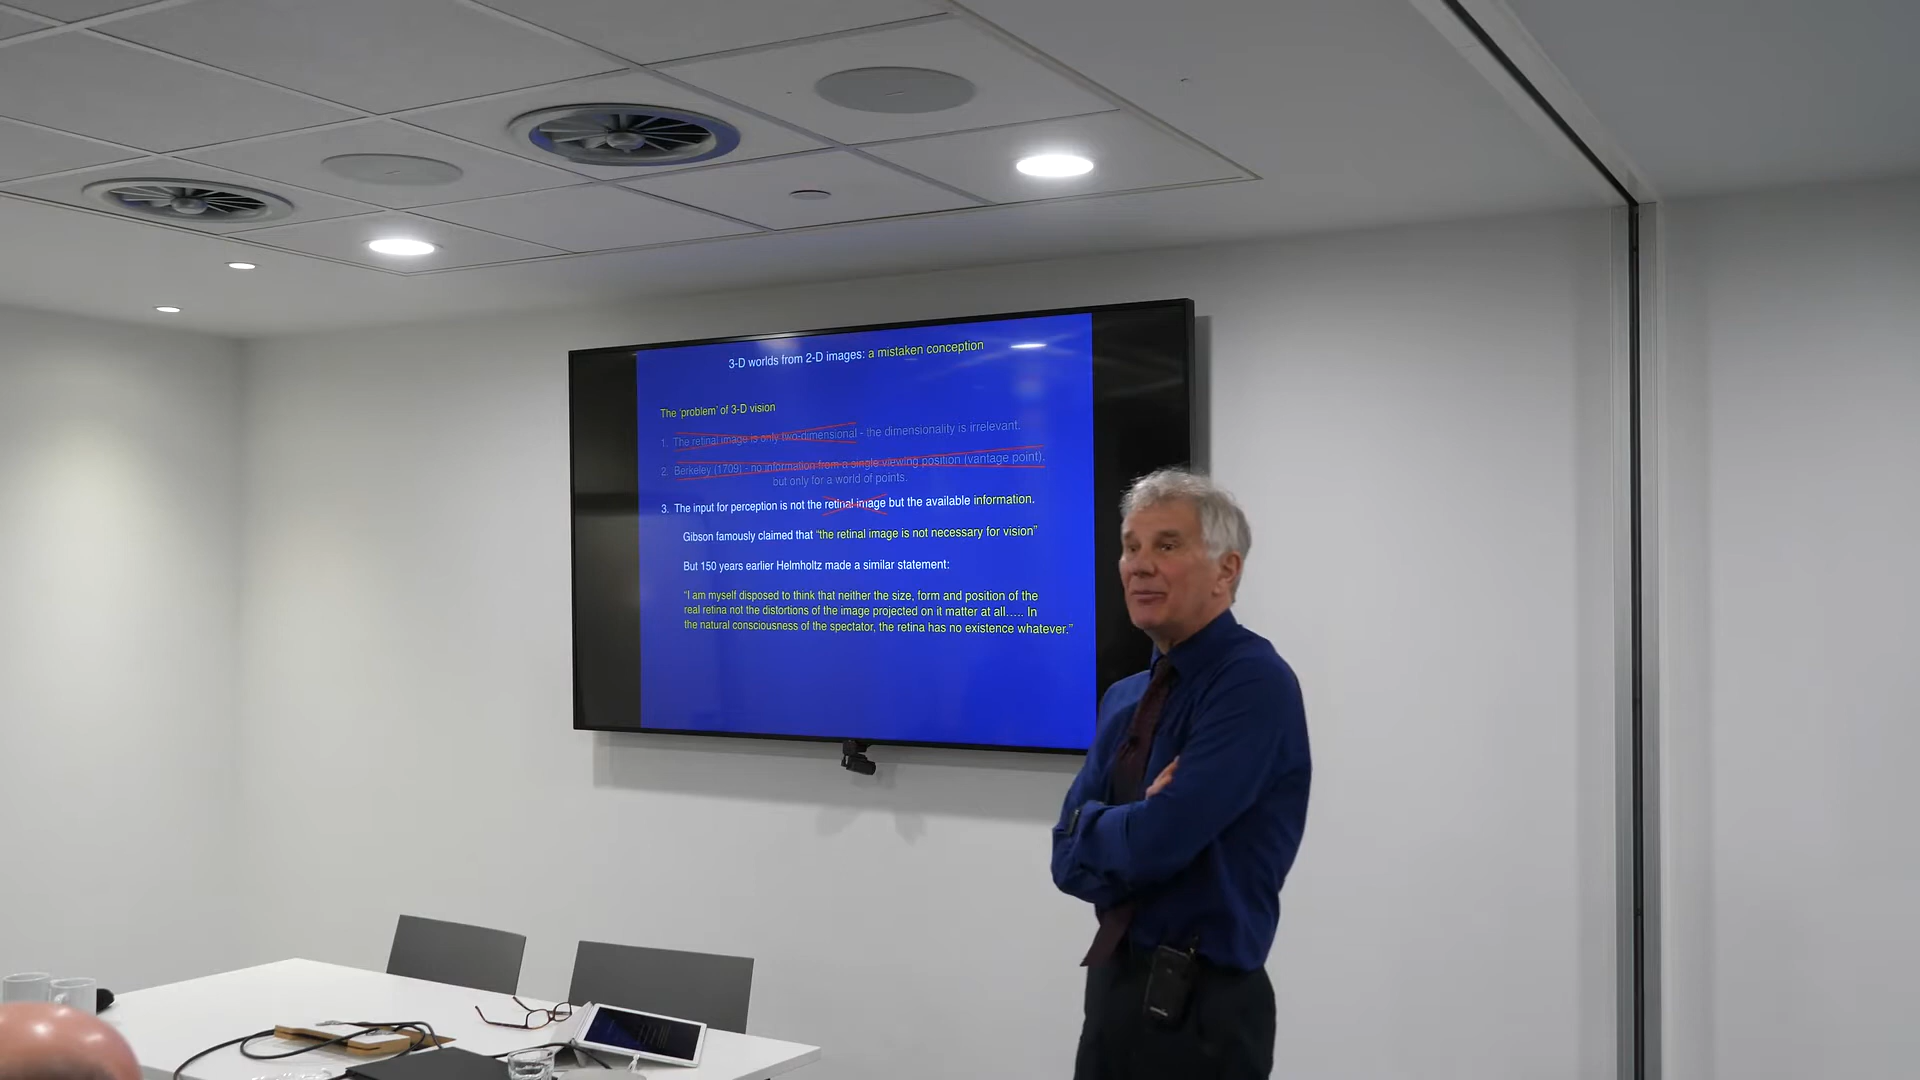 3-D worlds from 2-D images: a mistaken conception
The 'problem' of 3-D vision
1. The retinal image is only two-dimensional - the dimensionality is irrelevant.
2. Berkeley (1709) - no information from a single viewing position (vantage point).
but only for a world of points.
3. The input for perception is not the retinal image but the available information.
Gibson famously claimed that "the retinal image is not necessary for vision"
But 150 years earlier Helmholtz made a similar statement:
"I am myself disposed to think that neither the size, form and position of the
real retina not the distortions of the image projected on it matter at all..... In
the natural consciousness of the spectator, the retina has no existence whatever."